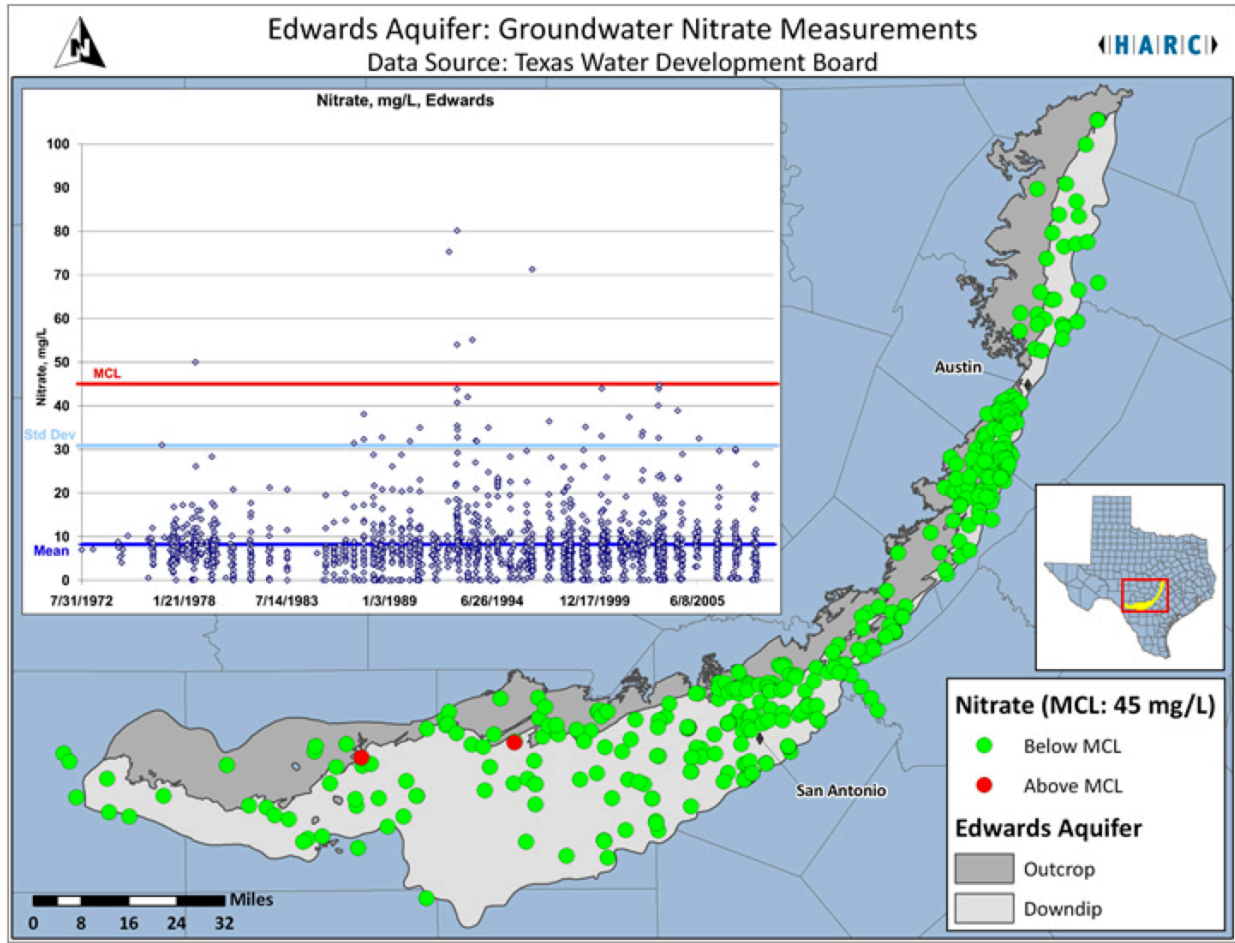 Edwards Aquifer: Groundwater Nitrate Measurements
Data Source: Texas Water Development Board
N
H|A|R|C
Nitrate, mg/L, Edwards
100
90
80
70
60
50
40
30
20
10
0
Nitrate, mg/L
MCL
Std Dev
Mean
7/31/1972 1/21/1978 7/14/1983 1/3/1989 6/26/1994 12/17/1999 6/8/2005
Austin
San Antonio
Nitrate (MCL: 45 mg/L)
Below MCL
Above MCL
Edwards Aquifer
Outcrop
Downdip
Miles
0 8 16 24 32